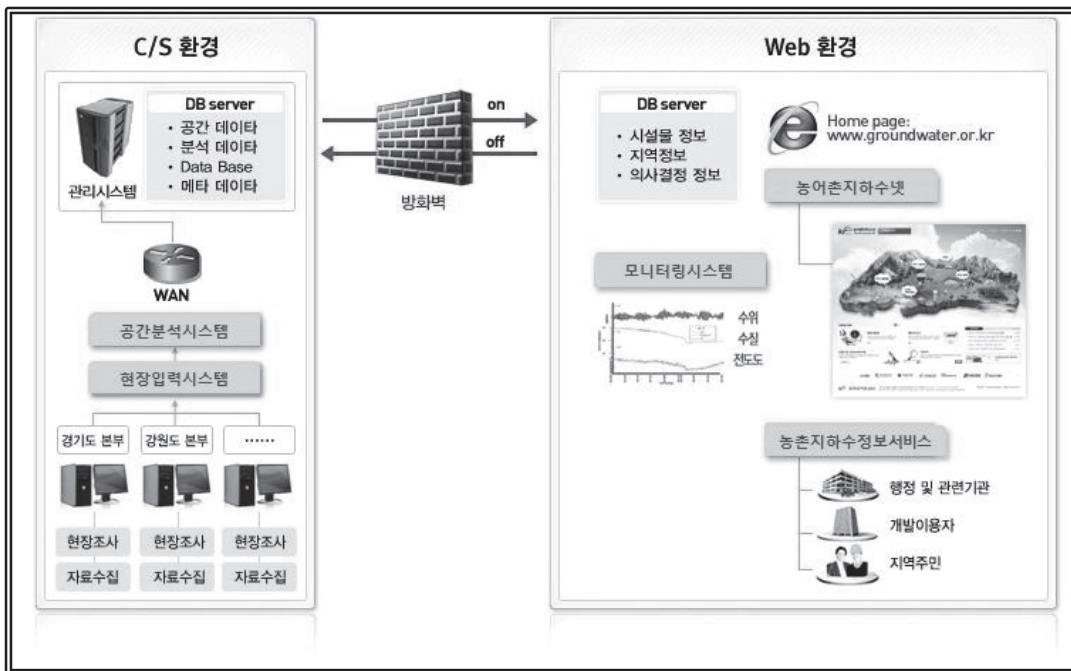 C/S 환경
DB server
• 공간 데이타
• 분석 데이타
• Data Base
• 메타 데이타
관리시스템
WAN
공간분석시스템
현장입력시스템
경기도 본부
강원도 본부
……
현장조사
현장조사
현장조사
자료수집
자료수집
자료수집
on
off
방화벽
Web 환경
DB server
• 시설물 정보
• 지역정보
• 의사결정 정보
Home page:
www.groundwater.or.kr
농어촌지하수넷
모니터링시스템
수위
수질
전도도
농촌지하수정보서비스
행정 및 관련기관
개발이용자
지역주민